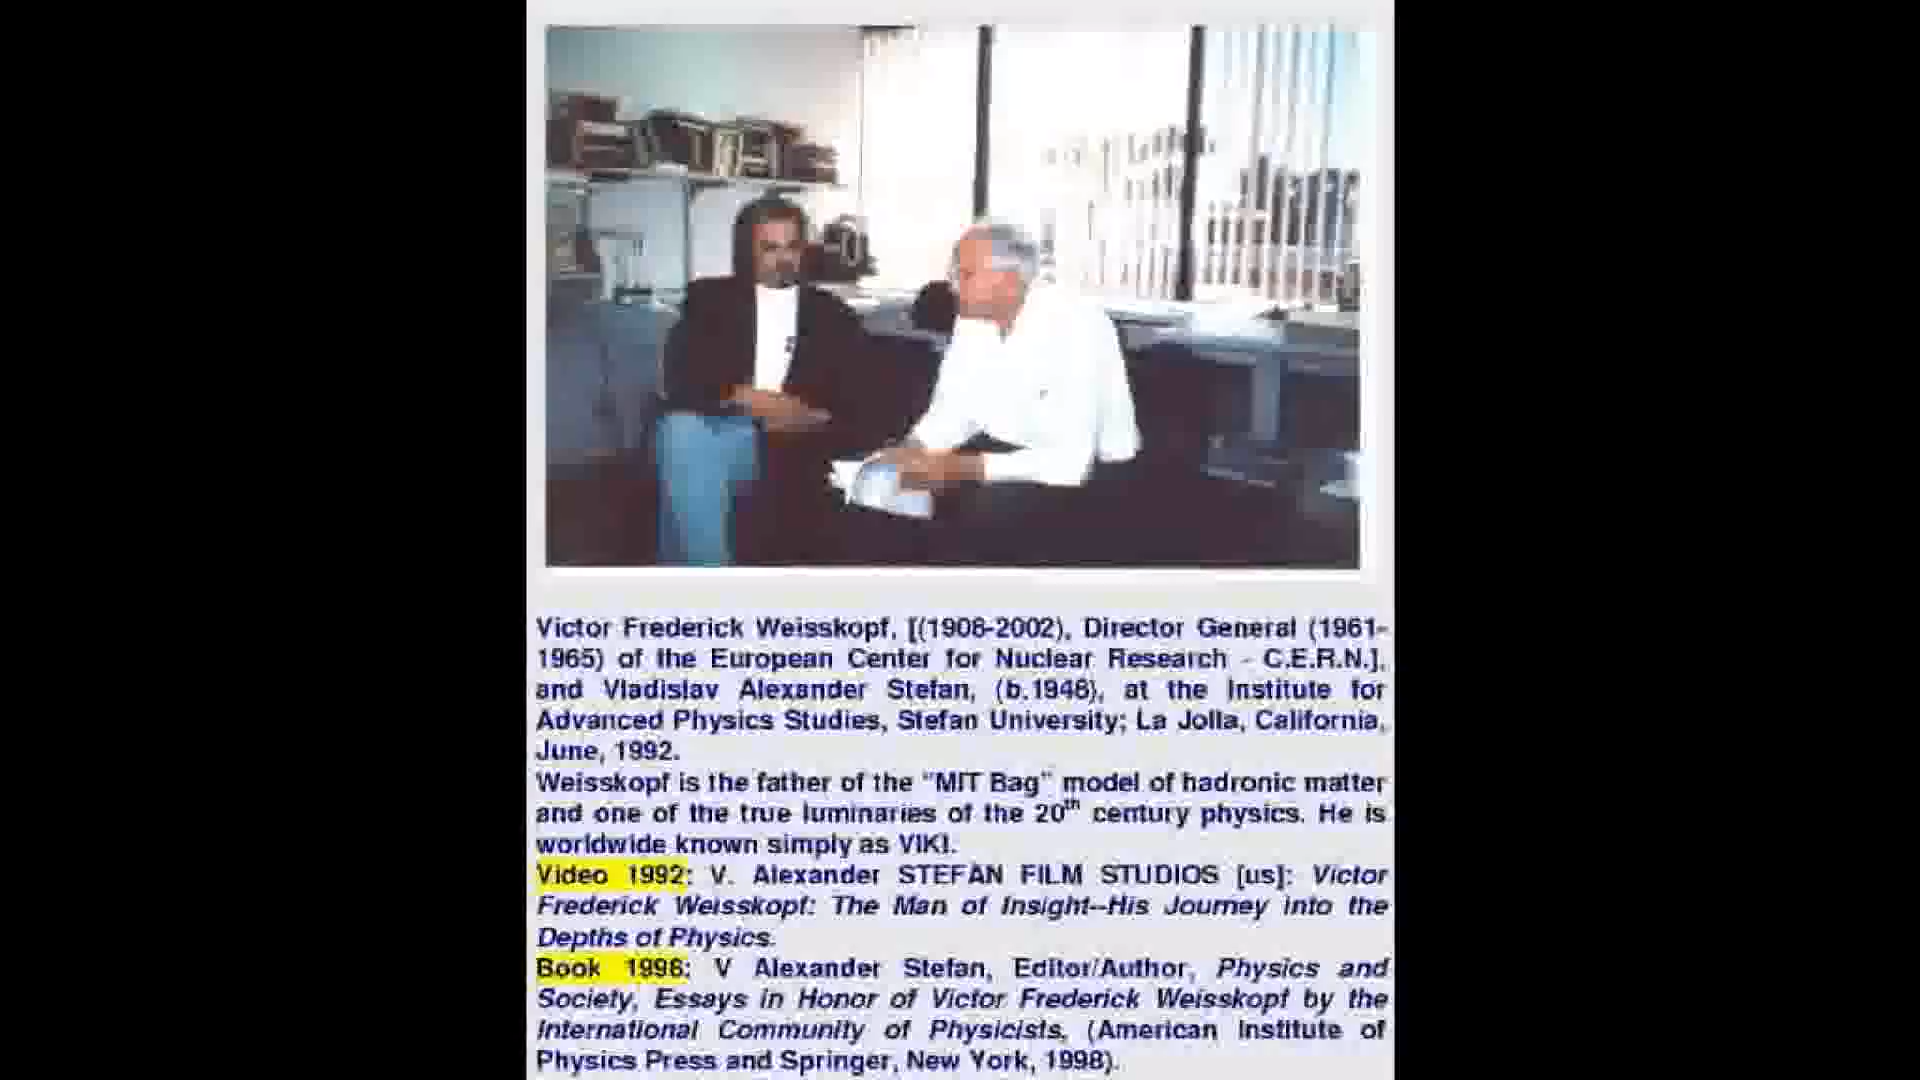 Victor Frederick Weisskopf, [(1908-2002), Director General (1961-
1965) of the European Center for Nuclear Research - C.E.R.N.],
and Vladislav Alexander Stefan, (b.1948), at the Institute for
Advanced Physics Studies, Stefan University; La Jolla, California,
June, 1992.
Weisskopf is the father of the "MIT Bag" model of hadronic matter
and one of the true luminaries of the 20th century physics. He is
worldwide known simply as VIKI.
Video 1992: V. Alexander STEFAN FILM STUDIOS [us]: Victor
Frederick Weisskopf: The Man of Insight--His Journey into the
Depths of Physics.
Book 1998: V Alexander Stefan, Editor/Author, Physics and
Society, Essays in Honor of Victor Frederick Weisskopf by the
International Community of Physicists, (American Institute of
Physics Press and Springer, New York, 1998).